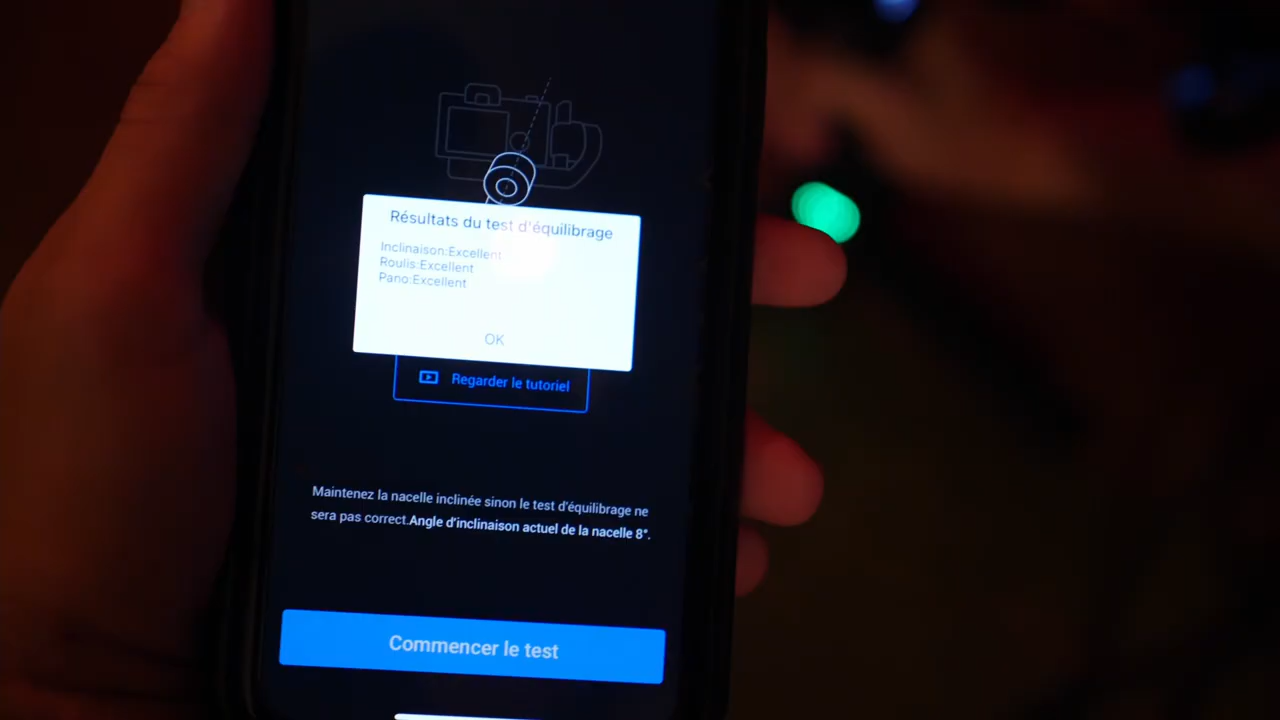 Résultats du test d'équilibrage
Inclinaison:Excellent
Roulis:Excellent
Pano:Excellent
OK
Regarder le tutoriel
Maintenez la nacelle inclinée sinon le test d'équilibrage ne
sera pas correct.Angle d'inclinaison actuel de la nacelle 8°.
Commencer le test